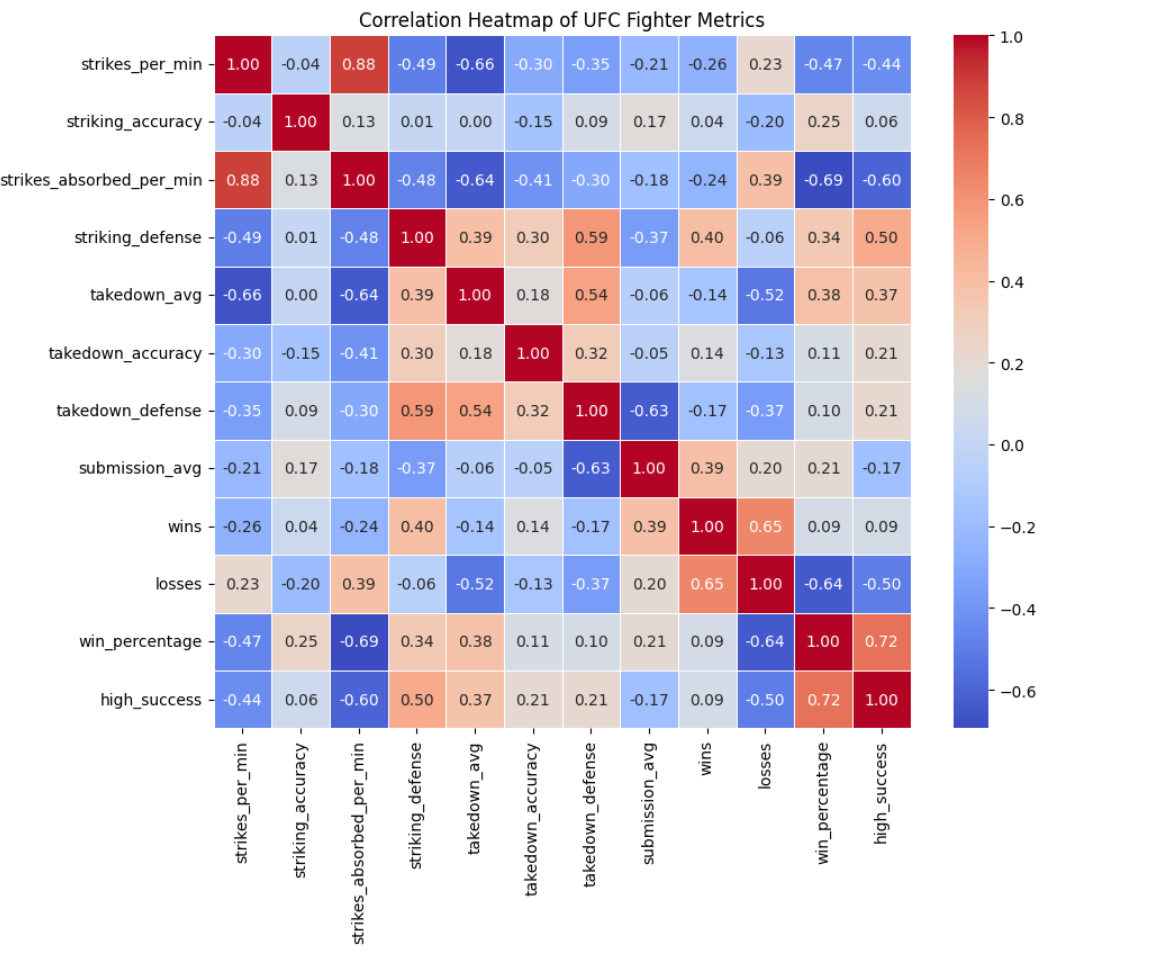 Correlation Heatmap of UFC Fighter Metrics
strikes_per_min 1.00 -0.04 0.88 -0.49 -0.66 -0.30 -0.35 -0.21 -0.26 0.23 -0.47 -0.44
striking_accuracy -0.04 1.00 0.13 0.01 0.00 -0.15 0.09 0.17 0.04 -0.20 0.25 0.06
strikes_absorbed_per_min 0.88 0.13 1.00 -0.48 -0.64 -0.41 -0.30 -0.18 -0.24 0.39 -0.69 -0.60
striking_defense -0.49 0.01 -0.48 1.00 0.39 0.30 0.59 -0.37 0.40 -0.06 0.34 0.50
takedown_avg -0.66 0.00 -0.64 0.39 1.00 0.18 0.54 -0.06 -0.14 -0.52 0.38 0.37
takedown_accuracy -0.30 -0.15 -0.41 0.30 0.18 1.00 0.32 -0.05 0.14 -0.13 0.11 0.21
takedown_defense -0.35 0.09 -0.30 0.59 0.54 0.32 1.00 -0.63 -0.17 -0.37 0.10 0.21
submission_avg -0.21 0.17 -0.18 -0.37 -0.06 -0.05 -0.63 1.00 0.39 0.20 0.21 -0.17
wins -0.26 0.04 -0.24 0.40 -0.14 0.14 -0.17 0.39 1.00 0.65 0.09 0.09
losses 0.23 -0.20 0.39 -0.06 -0.52 -0.13 -0.37 0.20 0.65 1.00 -0.64 -0.50
win_percentage -0.47 0.25 -0.69 0.34 0.38 0.11 0.10 0.21 0.09 -0.64 1.00 0.72
high_success -0.44 0.06 -0.60 0.50 0.37 0.21 0.21 -0.17 0.09 -0.50 0.72 1.00
strikes_per_min
striking_accuracy
strikes_absorbed_per_min
striking_defense
takedown_avg
takedown_accuracy
takedown_defense
submission_avg
wins
losses
win_percentage
high_success
1.0
0.8
0.6
0.4
0.2
0.0
−0.2
−0.4
−0.6